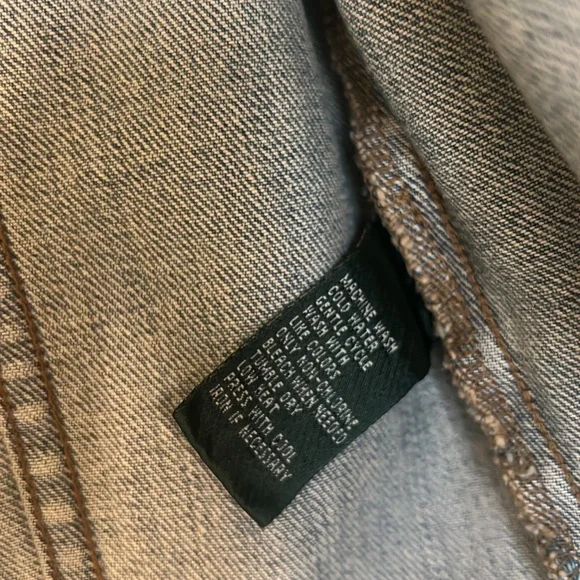 MACHINE WASH
COLD WATER
GENTLE CYCLE
WASH WITH
LIKE COLORS
ONLY NON-CHLORINE
BLEACH WHEN NEEDED
TUMBLE DRY
LOW HEAT
PRESS WITH COOL
IRON IF NECESSARY